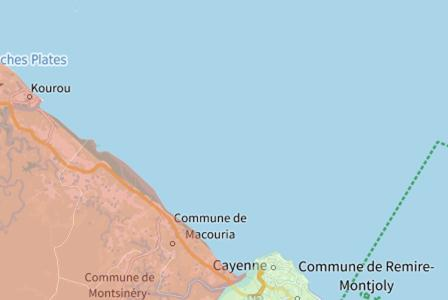 ches Plates
Kourou
Commune de
Macouria
Cayenne
Commune de Remire-
Montjoly
Commune de
Montsinéry-